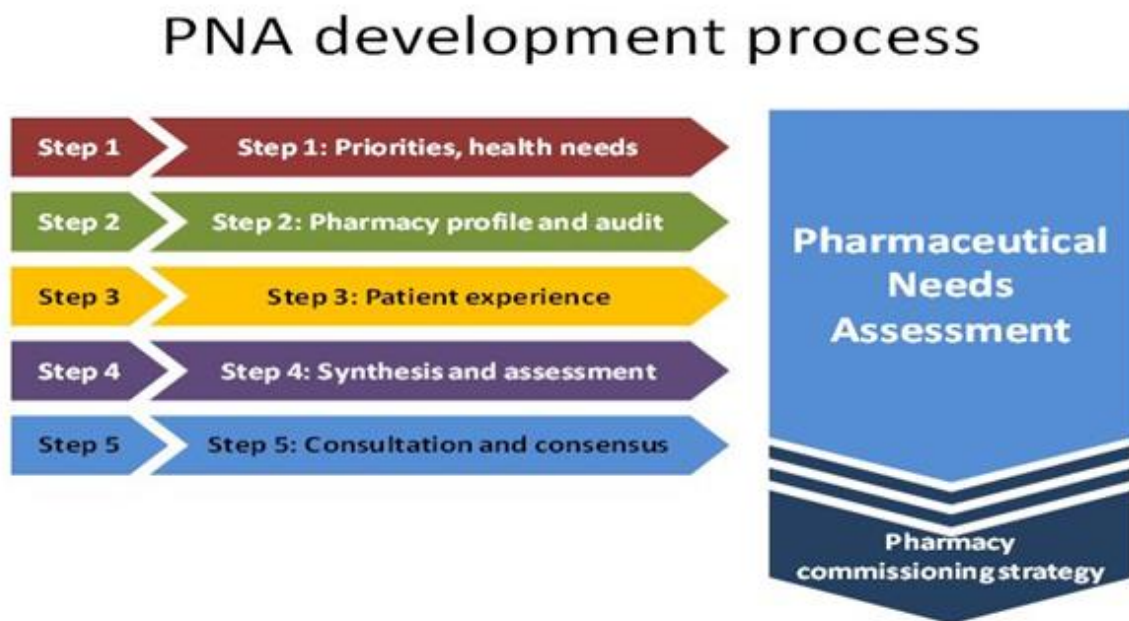 PNA development process
Step 1
Step 1: Priorities, health needs
Step 2
Step 2: Pharmacy profile and audit
Step 3
Step 3: Patient experience
Step 4
Step 4: Synthesis and assessment
Step 5
Step 5: Consultation and consensus
Pharmaceutical
Needs
Assessment
Pharmacy
commissioning strategy